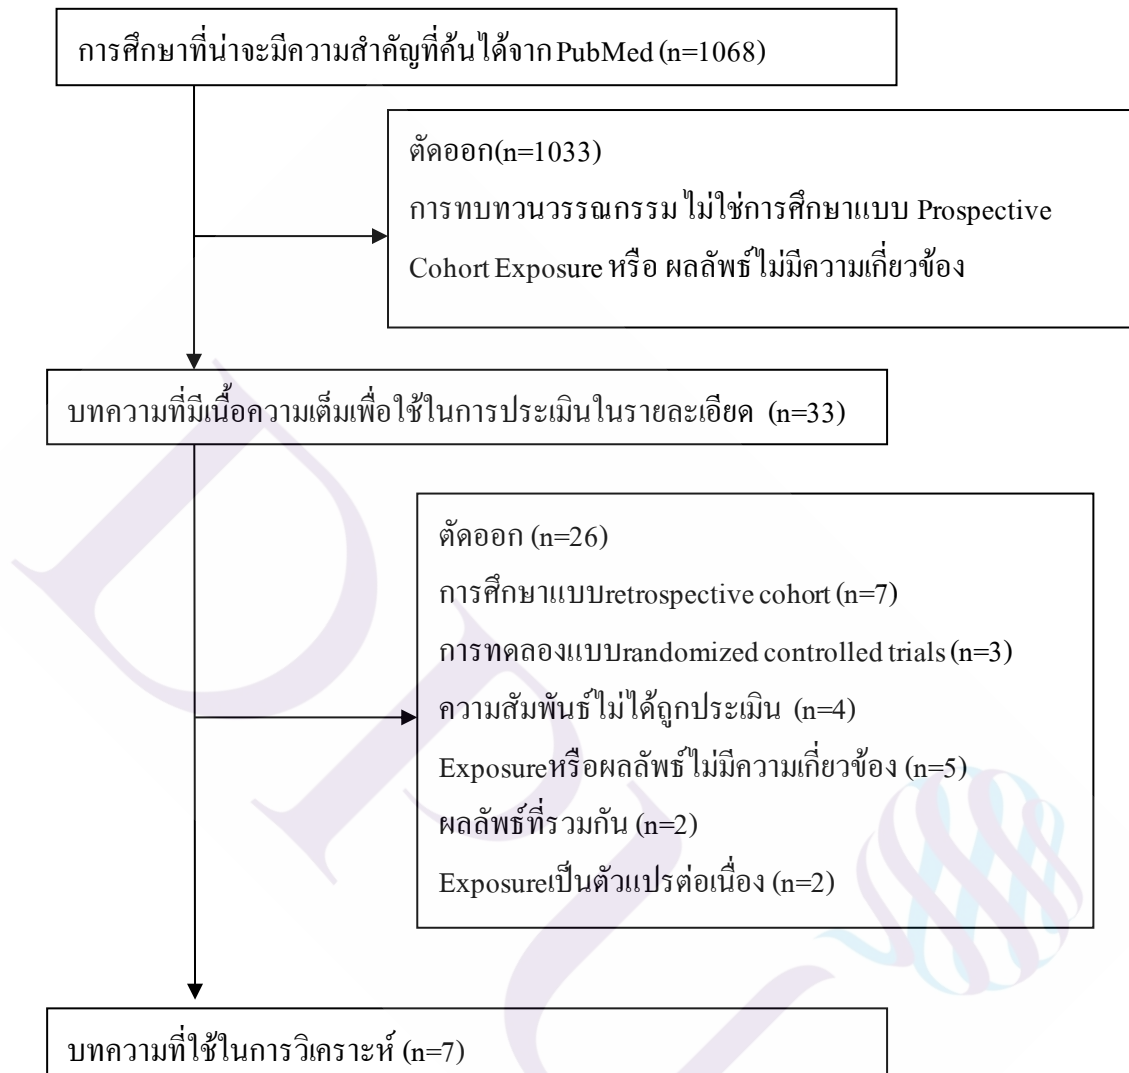 การศึกษาที่น่าจะมีความสำคัญที่ค้นได้จาก PubMed (n=1068)
ตัดออก(n=1033)
การทบทวนวรรณกรรม ไม่ใช่การศึกษาแบบ Prospective
Cohort Exposure หรือ ผลลัพธ์ไม่มีความเกี่ยวข้อง
บทความที่มีเนื้อความเต็มเพื่อใช้ในการประเมินในรายละเอียด (n=33)
ตัดออก (n=26)
การศึกษาแบบretrospective cohort (n=7)
การทดลองแบบrandomized controlled trials (n=3)
ความสัมพันธ์ไม่ได้ถูกประเมิน (n=4)
Exposureหรือผลลัพธ์ไม่มีความเกี่ยวข้อง (n=5)
ผลลัพธ์ที่รวมกัน (n=2)
Exposureเป็นตัวแปรต่อเนื่อง (n=2)
บทความที่ใช้ในการวิเคราะห์ (n=7)
DPU